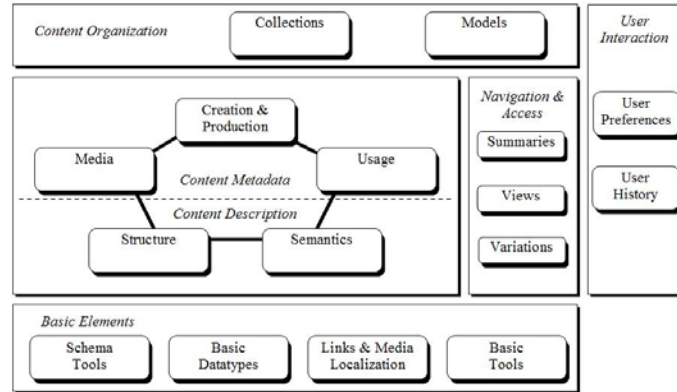 Content Organization
Collections
Models
User
Interaction
User
Preferences
User
History
Creation &
Production
Media
Usage
Content Metadata
Content Description
Structure
Semantics
Navigation &
Access
Summaries
Views
Variations
Basic Elements
Schema
Tools
Basic
Datatypes
Links & Media
Localization
Basic
Tools